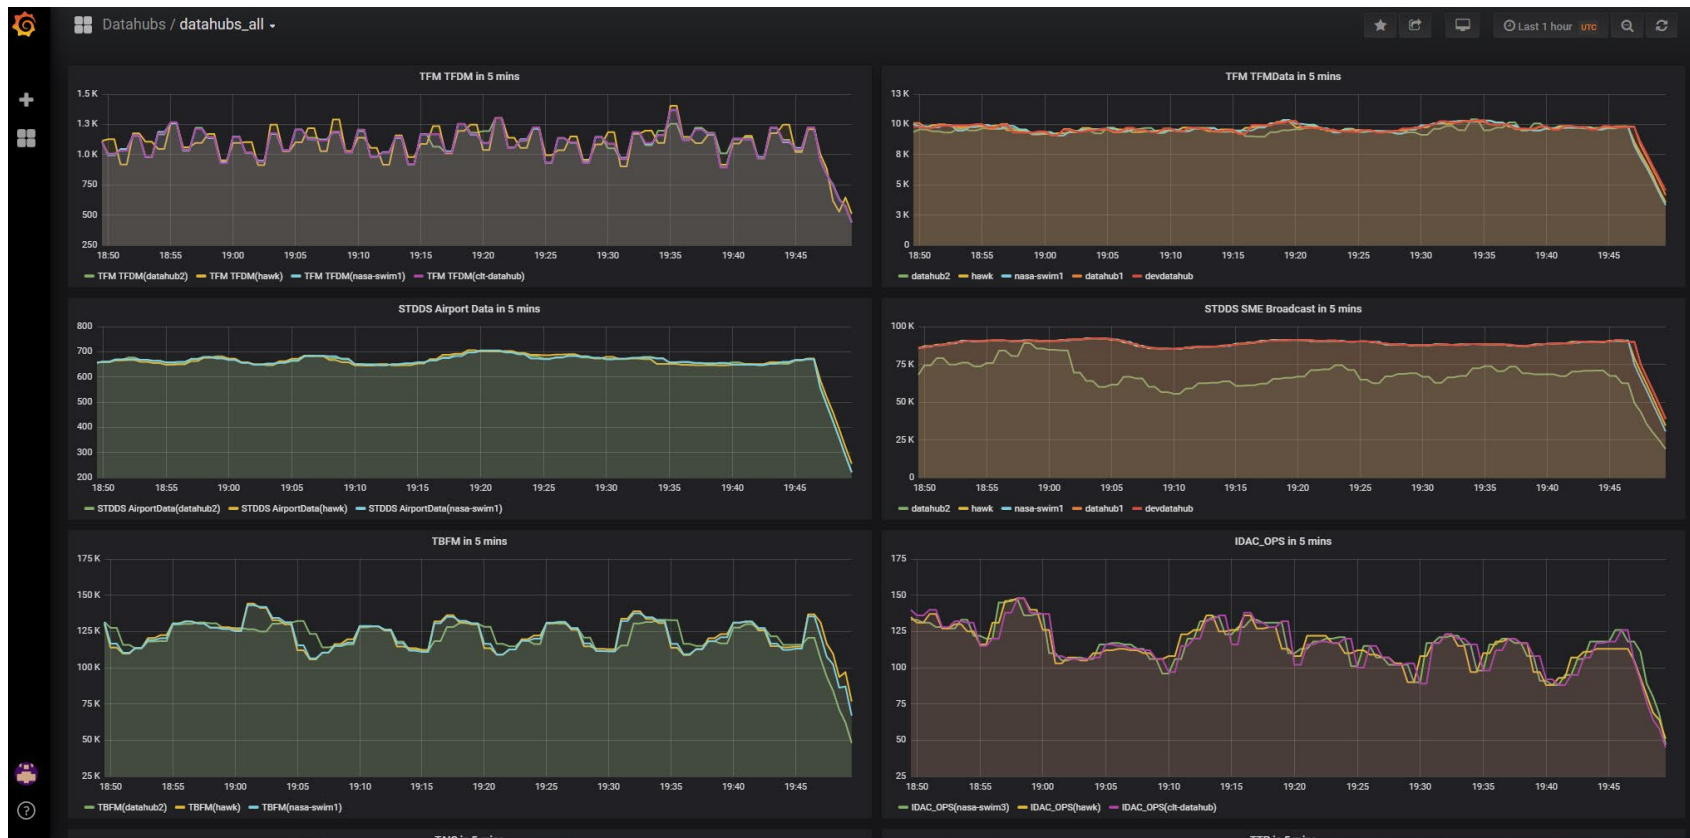 Datahubs / datahubs_all
Last 1 hour UTC
TFM TFDM in 5 mins
1.5 K
1.3 K
1.0 K
750
500
250
18:50 18:55 19:00 19:05 19:10 19:15 19:20 19:25 19:30 19:35 19:40 19:45
TFM TFDM(datahub2) TFM TFDM(hawk) TFM TFDM(nasa-swim1) TFM TFDM(clt-datahub)
TFM TFMData in 5 mins
13 K
10 K
8 K
5 K
3 K
0
18:50 18:55 19:00 19:05 19:10 19:15 19:20 19:25 19:30 19:35 19:40 19:45
datahub2 hawk nasa-swim1 datahub1 devdatahub
STDDS Airport Data in 5 mins
800
700
600
500
400
300
200
18:50 18:55 19:00 19:05 19:10 19:15 19:20 19:25 19:30 19:35 19:40 19:45
STDDS AirportData(datahub2) STDDS AirportData(hawk) STDDS AirportData(nasa-swim1)
STDDS SME Broadcast in 5 mins
100 K
75 K
50 K
25 K
0
18:50 18:55 19:00 19:05 19:10 19:15 19:20 19:25 19:30 19:35 19:40 19:45
datahub2 hawk nasa-swim1 datahub1 devdatahub
TBFM in 5 mins
175 K
150 K
125 K
100 K
75 K
50 K
25 K
18:50 18:55 19:00 19:05 19:10 19:15 19:20 19:25 19:30 19:35 19:40 19:45
TBFM(datahub2) TBFM(hawk) TBFM(nasa-swim1)
IDAC_OPS in 5 mins
175
150
125
100
75
50
25
18:50 18:55 19:00 19:05 19:10 19:15 19:20 19:25 19:30 19:35 19:40 19:45
IDAC_OPS(nasa-swim3) IDAC_OPS(hawk) IDAC_OPS(clt-datahub)